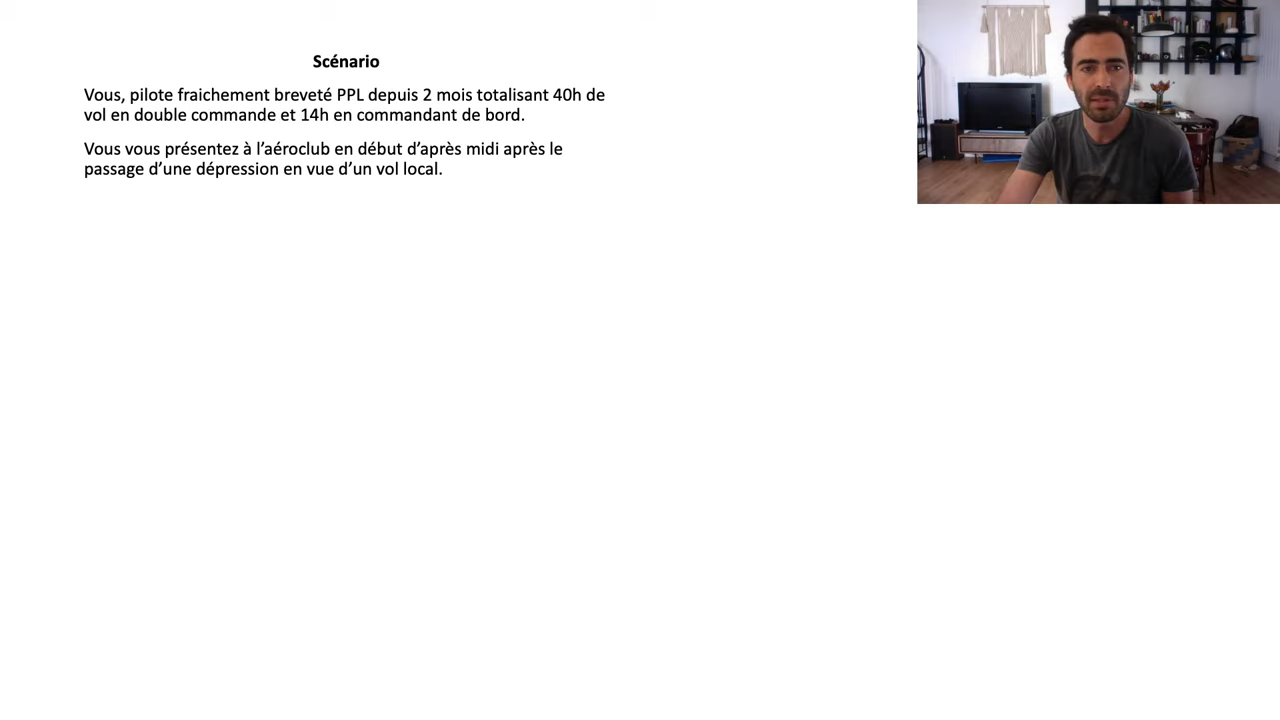 Scénario
Vous, pilote fraichement breveté PPL depuis 2 mois totalisant 40h de
vol en double commande et 14h en commandant de bord.
Vous vous présentez à l’aéroclub en début d’après midi après le
passage d’une dépression en vue d’un vol local.